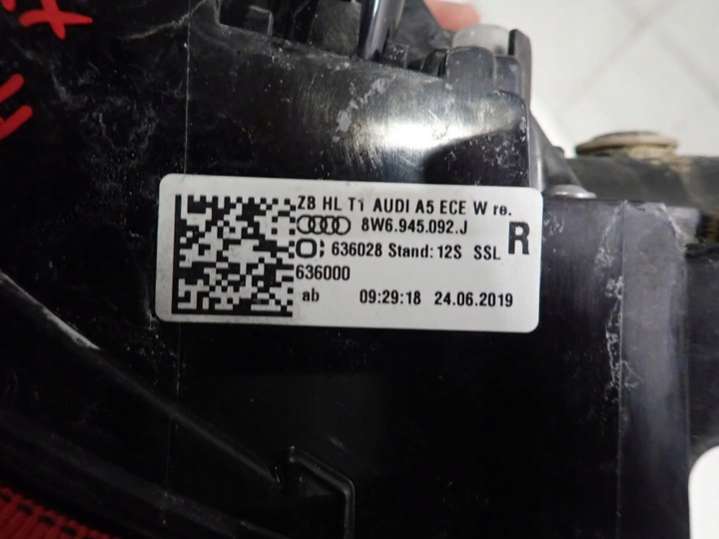 ZB HL T1 AUDI A5 ECE W re.
8W6.945.092.J
R
636028 Stand: 12S SSL
636000
ab 09:29:18 24.06.2019